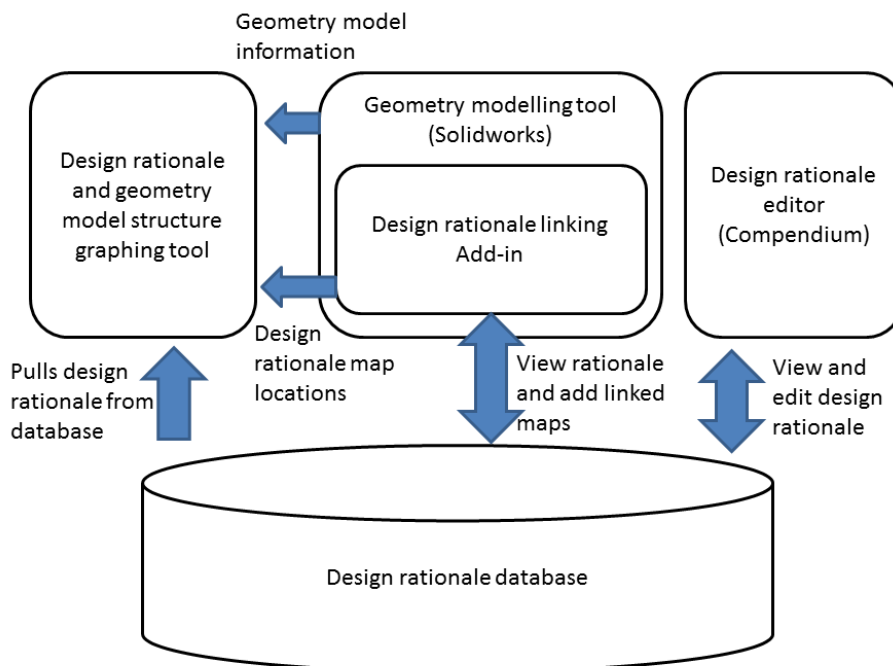 Geometry model
information
Geometry modelling tool
(Solidworks)
Design rationale
and geometry
model structure
graphing tool
Design rationale linking
Add-in
Design rationale
editor
(Compendium)
Design
rationale map
locations
Pulls design
rationale from
database
View rationale
and add linked
maps
View and
edit design
rationale
Design rationale database